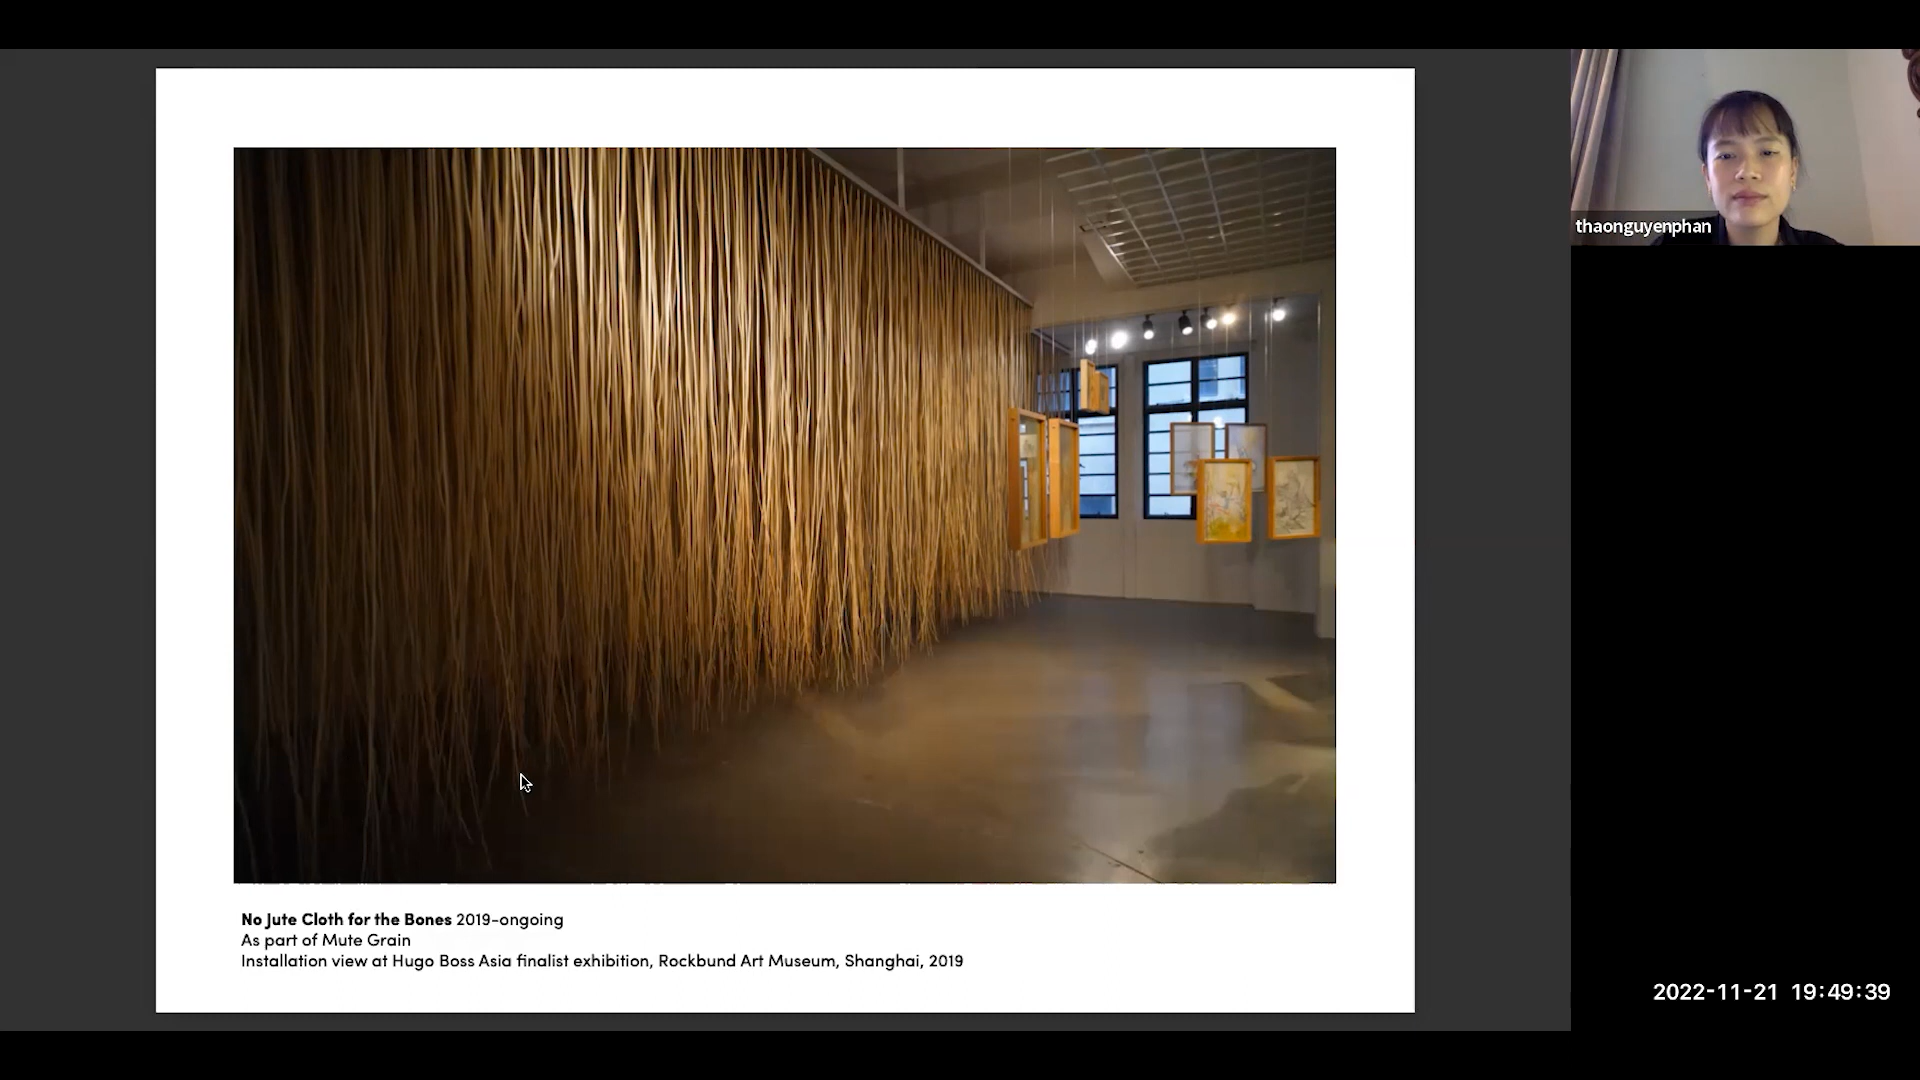 thaonguyenphan
No Jute Cloth for the Bones 2019-ongoing
As part of Mute Grain
Installation view at Hugo Boss Asia finalist exhibition, Rockbund Art Museum, Shanghai, 2019
2022-11-21 19:49:39